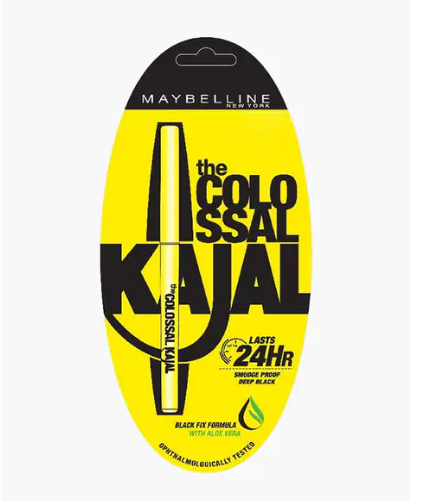 MAYBELLINE
NEW YORK
the
COLO
SSAL
KAJAL
the COLOSSAL KAJAL
LASTS
24HR
SMUDGE PROOF
DEEP BLACK
BLACK FIX FORMULA
WITH ALOE VERA
OPHTHALMOLOGICALLY TESTED